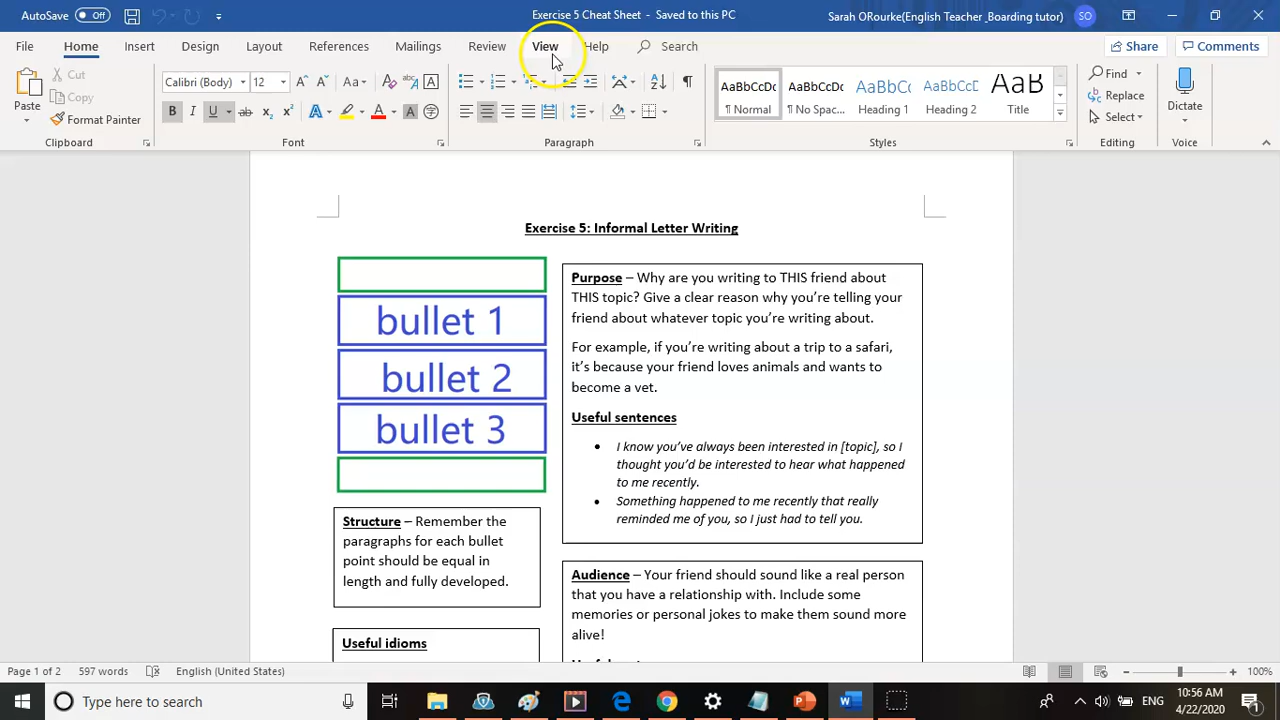 AutoSave Off
Exercise 5 Cheat Sheet - Saved to this PC
Sarah ORourke(English Teacher _Boarding tutor)
SO
File Home Insert Design Layout References Mailings Review View Help Search
Share Comments
Paste
Cut
Copy
Format Painter
Clipboard
Calibri (Body) 12
Font
Paragraph
AaBbCcDc AaBbCcDc AaBbCc AaBbCcC AaB
¶ Normal ¶ No Spac... Heading 1 Heading 2 Title
Styles
Find
Replace
Select
Editing
Dictate
Voice
Exercise 5: Informal Letter Writing
bullet 1
bullet 2
bullet 3
Structure – Remember the
paragraphs for each bullet
point should be equal in
length and fully developed.
Useful idioms
Purpose – Why are you writing to THIS friend about
THIS topic? Give a clear reason why you're telling your
friend about whatever topic you're writing about.
For example, if you're writing about a trip to a safari,
it's because your friend loves animals and wants to
become a vet.
Useful sentences
• I know you've always been interested in [topic], so I
thought you'd be interested to hear what happened
to me recently.
• Something happened to me recently that really
reminded me of you, so I just had to tell you.
Audience – Your friend should sound like a real person
that you have a relationship with. Include some
memories or personal jokes to make them sound more
alive!
Page 1 of 2 597 words English (United States)
100%
Type here to search
ENG
10:56 AM
4/22/2020
1